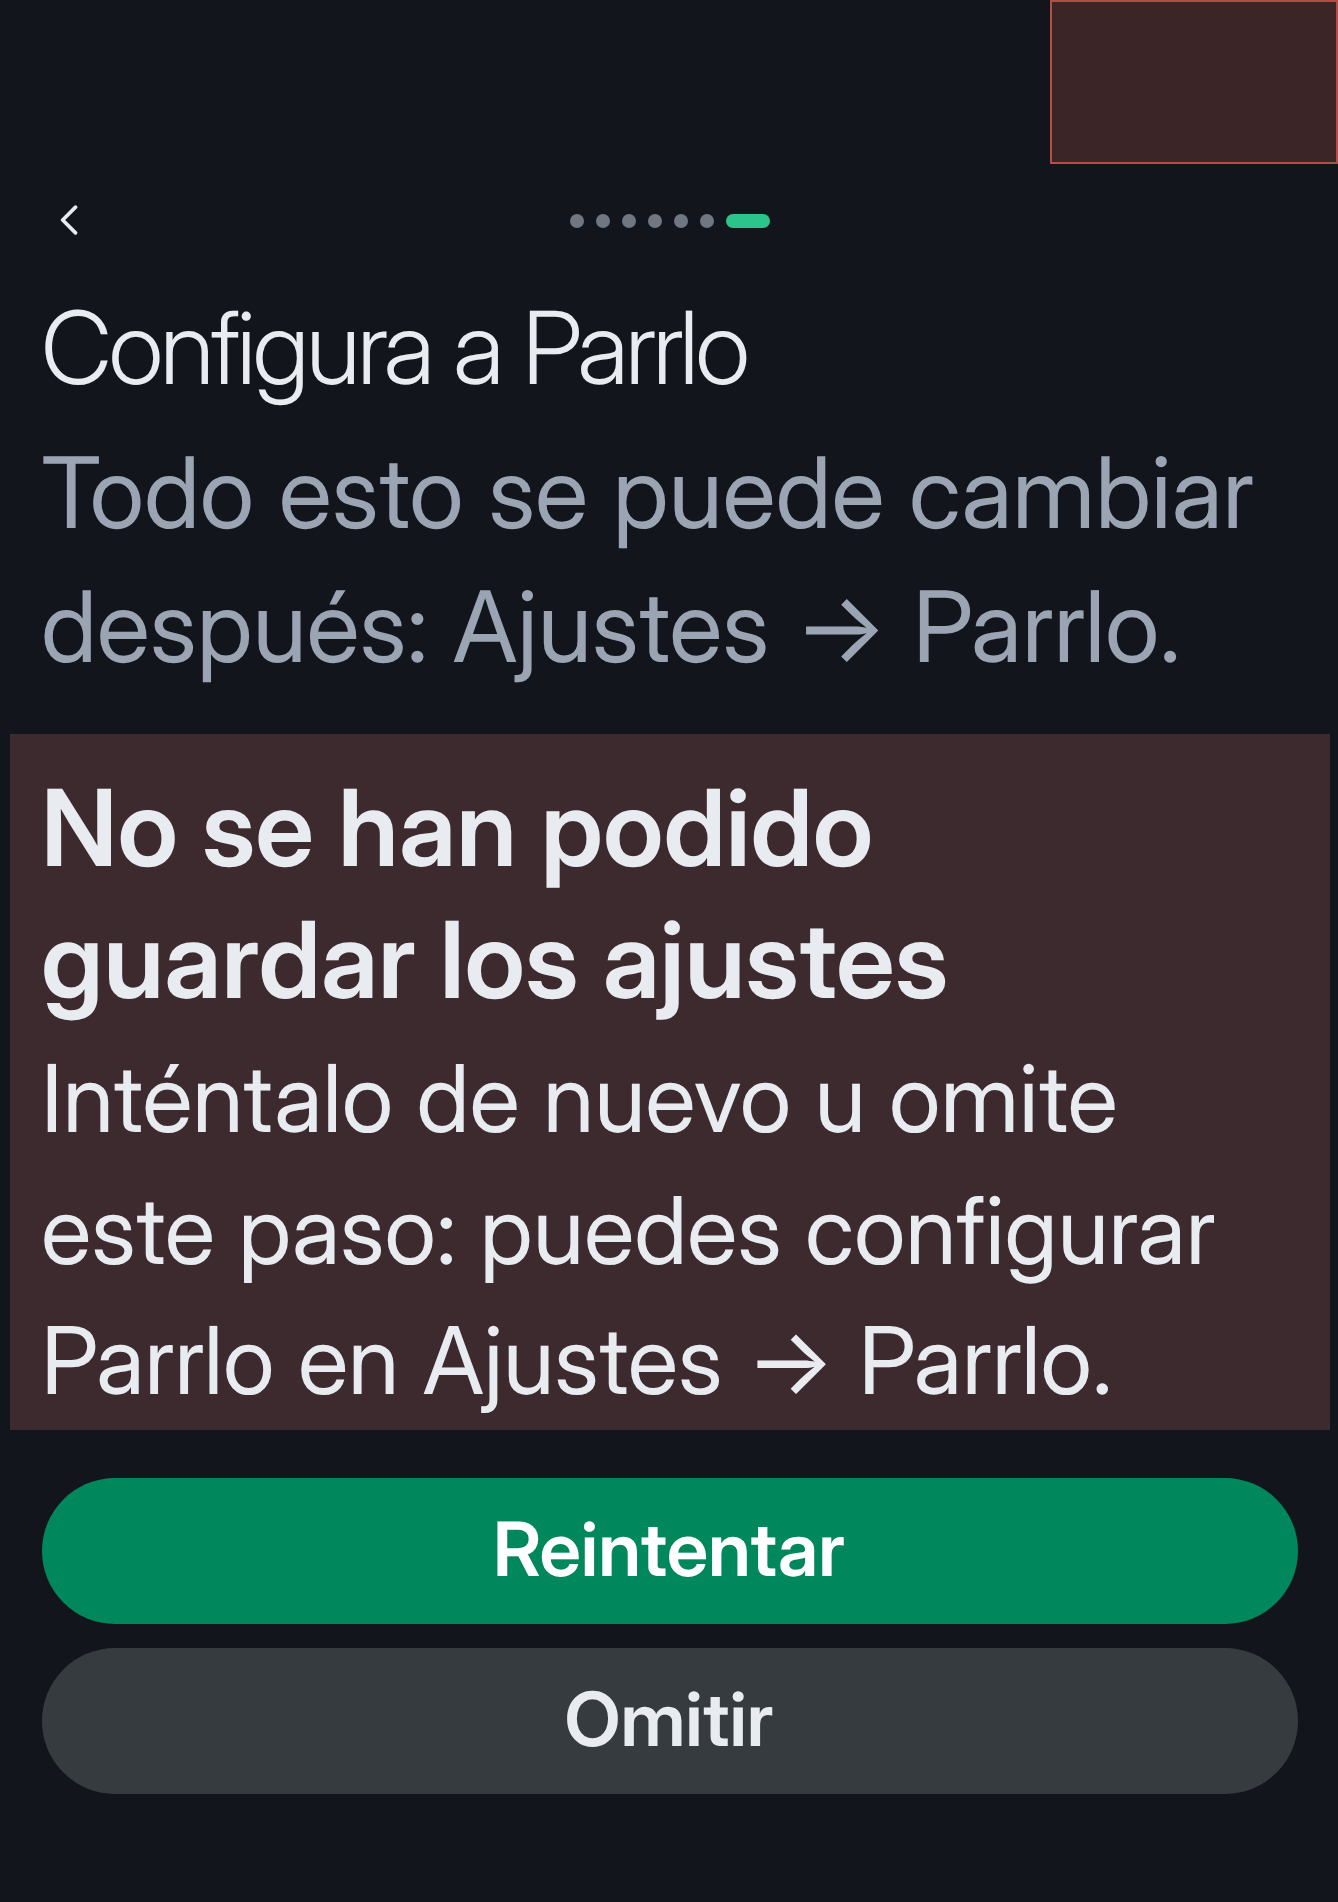 Configura a Parrlo
Todo esto se puede cambiar
después: Ajustes → Parrlo.
No se han podido
guardar los ajustes
Inténtalo de nuevo u omite
este paso: puedes configurar
Parrlo en Ajustes → Parrlo.
Reintentar
Omitir